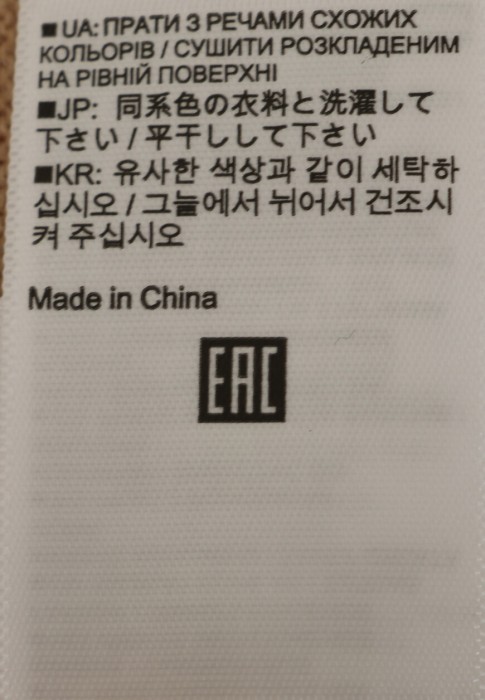 ■ UA: ПРАТИ З РЕЧАМИ СХОЖИХ
КОЛЬОРІВ / СУШИТИ РОЗКЛАДЕНИМ
НА РІВНІЙ ПОВЕРХНІ
■JP: 同系色の衣料と洗濯して
下さい / 平干しして下さい
■KR: 유사한 색상과 같이 세탁하
십시오 / 그늘에서 뉘어서 건조시
켜 주십시오
Made in China
EAC